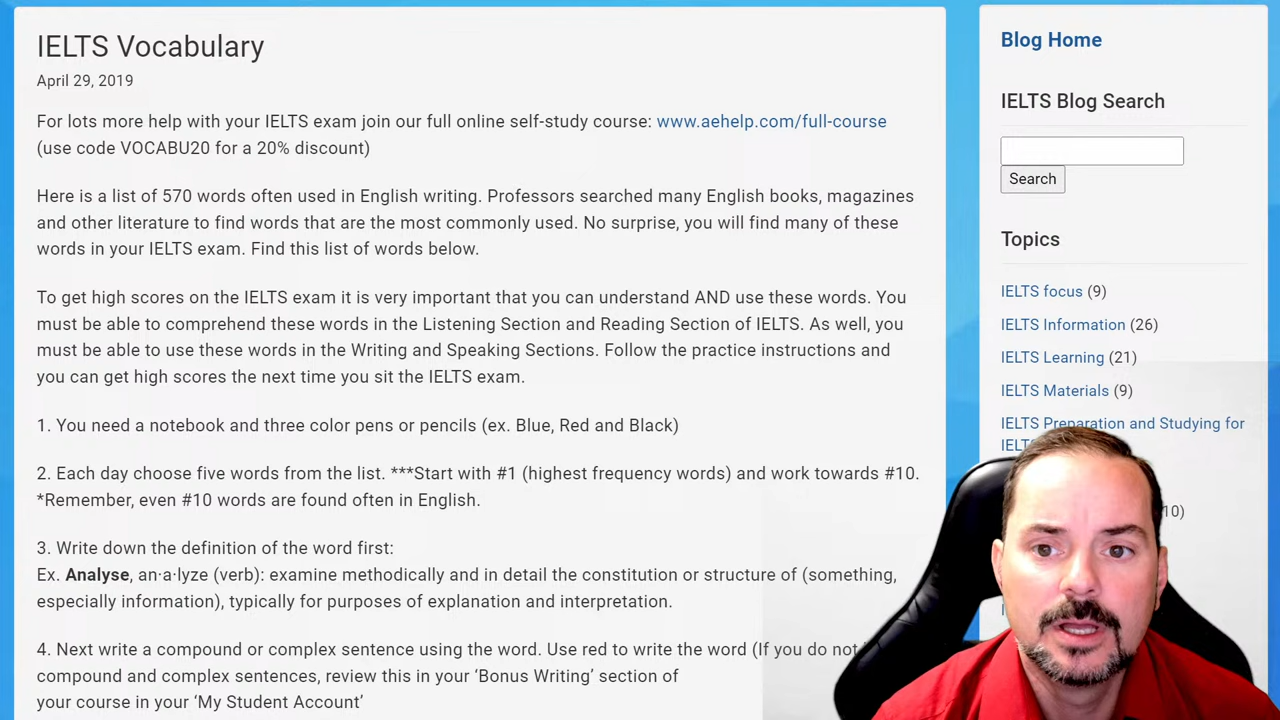 IELTS Vocabulary
April 29, 2019
For lots more help with your IELTS exam join our full online self-study course: www.aehelp.com/full-course
(use code VOCABU20 for a 20% discount)
Here is a list of 570 words often used in English writing. Professors searched many English books, magazines
and other literature to find words that are the most commonly used. No surprise, you will find many of these
words in your IELTS exam. Find this list of words below.
To get high scores on the IELTS exam it is very important that you can understand AND use these words. You
must be able to comprehend these words in the Listening Section and Reading Section of IELTS. As well, you
must be able to use these words in the Writing and Speaking Sections. Follow the practice instructions and
you can get high scores the next time you sit the IELTS exam.
1. You need a notebook and three color pens or pencils (ex. Blue, Red and Black)
2. Each day choose five words from the list. ***Start with #1 (highest frequency words) and work towards #10.
*Remember, even #10 words are found often in English.
3. Write down the definition of the word first:
Ex. Analyse, an·a·lyze (verb): examine methodically and in detail the constitution or structure of (something,
especially information), typically for purposes of explanation and interpretation.
4. Next write a compound or complex sentence using the word. Use red to write the word (If you do not
compound and complex sentences, review this in your ‘Bonus Writing’ section of
your course in your ‘My Student Account’
Blog Home
IELTS Blog Search
Search
Topics
IELTS focus (9)
IELTS Information (26)
IELTS Learning (21)
IELTS Materials (9)
IELTS Preparation and Studying for
10)